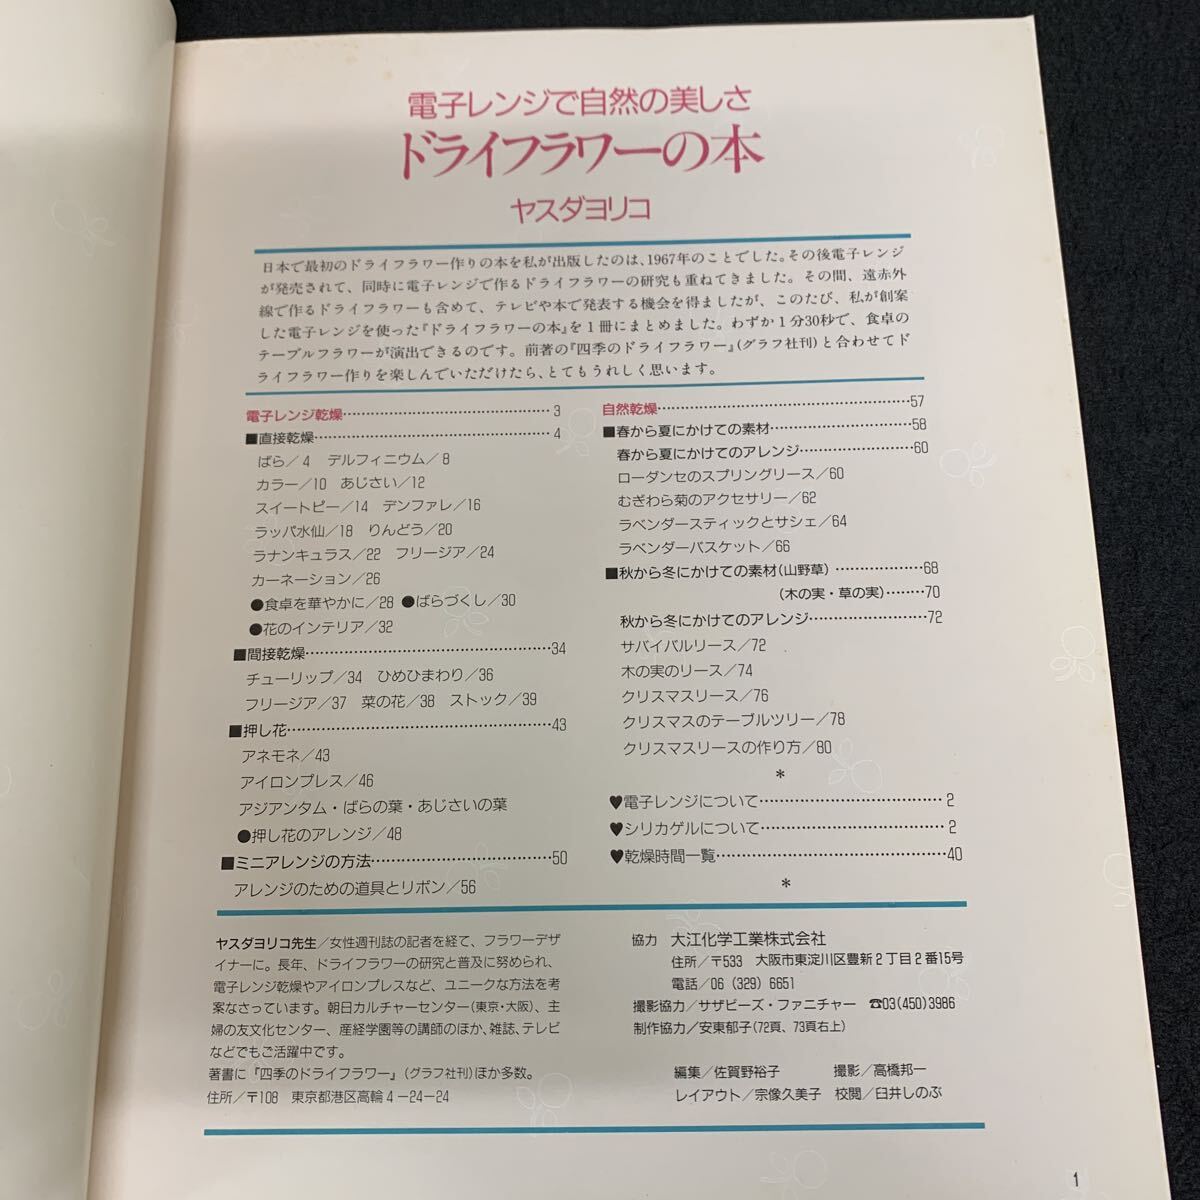 電子レンジで自然の美しさ
ドライフラワーの本
ヤスダヨリコ
日本で最初のドライフラワー作りの本を私が出版したのは、1967年のことでした。その後電子レンジ
が発売されて、同時に電子レンジで作るドライフラワーの研究も重ねてきました。その間、遠赤外
線で作るドライフラワーも含めて、テレビや本で発表する機会を得ましたが、このたび、私が創案
した電子レンジを使った『ドライフラワーの本』を1冊にまとめました。わずか1分30秒で、食卓の
テーブルフラワーが演出できるのです。前著の『四季のドライフラワー』(グラフ社刊)と合わせてド
ライフラワー作りを楽しんでいただけたら、とてもうれしく思います。
電子レンジ乾燥……………………………………3
■直接乾燥……………………………………4
ばら/4 デルフィニウム/8
カラー/10 あじさい/12
スイートピー/14 デンファレ/16
ラッパ水仙/18 りんどう/20
ラナンキュラス/22 フリージア/24
カーネーション/26
●食卓を華やかに/28 ●ばらづくし/30
●花のインテリア/32
■間接乾燥……………………………………34
チューリップ/34 ひめひまわり/36
フリージア/37 菜の花/38 ストック/39
■押し花……………………………………43
アネモネ/43
アイロンプレス/46
アジアンタム・ばらの葉・あじさいの葉
●押し花のアレンジ/48
■ミニアレンジの方法……………………………50
アレンジのための道具とリボン/56
自然乾燥……………………………………57
■春から夏にかけての素材……………………58
春から夏にかけてのアレンジ………………60
ローダンセのスプリングリース/60
むぎわら菊のアクセサリー/62
ラベンダースティックとサシェ/64
ラベンダーバスケット/66
■秋から冬にかけての素材(山野草)………………68
(木の実・草の実)………70
秋から冬にかけてのアレンジ…………………72
サバイバルリース/72
木の実のリース/74
クリスマスリース/76
クリスマスのテーブルツリー/78
クリスマスリースの作り方/80
*
♥電子レンジについて……………………………2
♥シリカゲルについて……………………………2
♥乾燥時間一覧……………………………………40
*
ヤスダヨリコ先生/女性週刊誌の記者を経て、フラワーデザ
イナーに。長年、ドライフラワーの研究と普及に努められ、
電子レンジ乾燥やアイロンプレスなど、ユニークな方法を考
案なさっています。朝日カルチャーセンター(東京・大阪)、主
婦の友文化センター、産経学園等の講師のほか、雑誌、テレビ
などでもご活躍中です。
著書に『四季のドライフラワー』(グラフ社刊)ほか多数。
住所/〒108 東京都港区高輪4-24-24
協力 大江化学工業株式会社
住所/〒533 大阪市東淀川区豊新2丁目2番15号
電話/06(329)6651
撮影協力/サザビーズ・ファニチャー ☎03(450)3986
制作協力/安東郁子(72頁、73頁右上)
編集/佐賀野裕子 撮影/高橋邦一
レイアウト/宗像久美子 校閲/臼井しのぶ
1